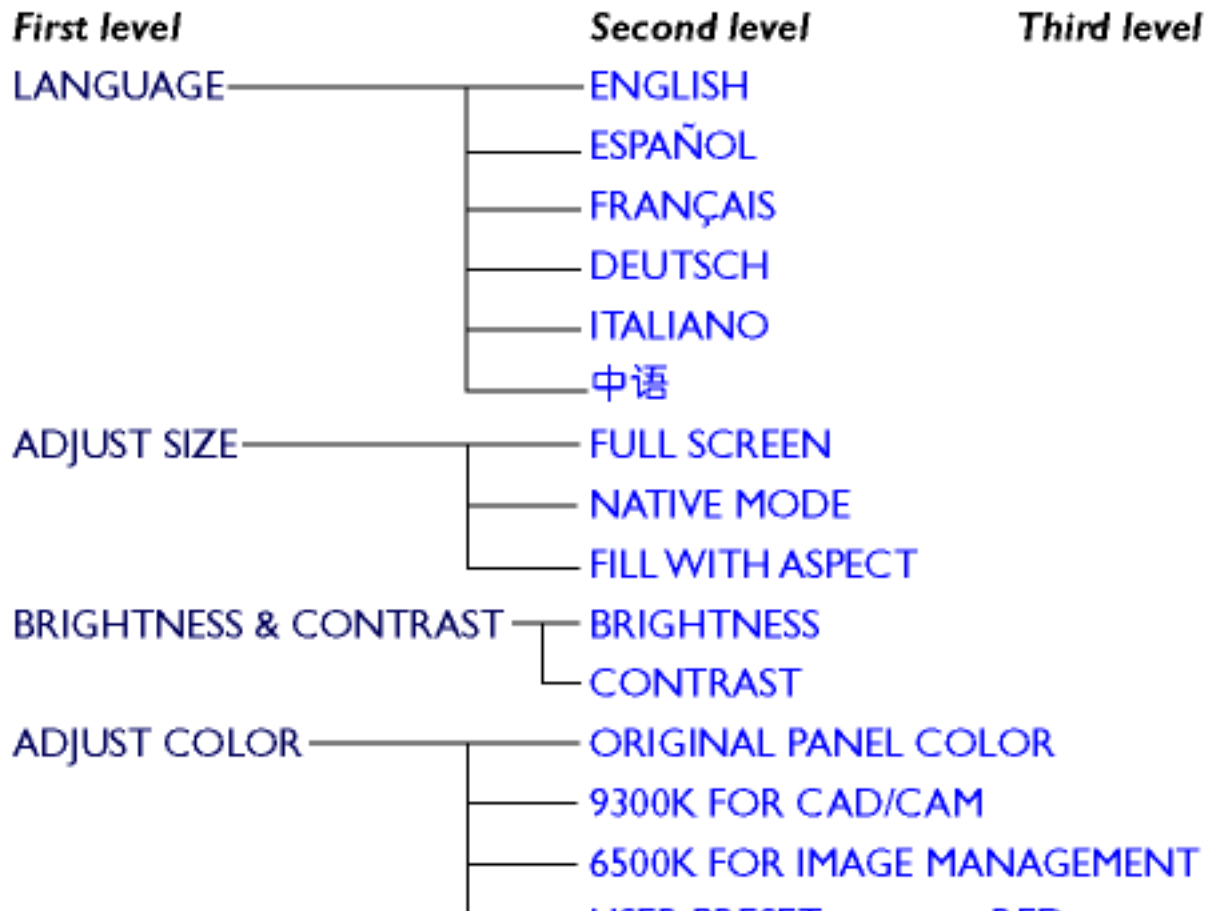 First level Second level Third level
LANGUAGE ENGLISH
ESPAÑOL
FRANÇAIS
DEUTSCH
ITALIANO
中语
ADJUST SIZE FULL SCREEN
NATIVE MODE
FILL WITH ASPECT
BRIGHTNESS & CONTRAST BRIGHTNESS
CONTRAST
ADJUST COLOR ORIGINAL PANEL COLOR
9300K FOR CAD/CAM
6500K FOR IMAGE MANAGEMENT